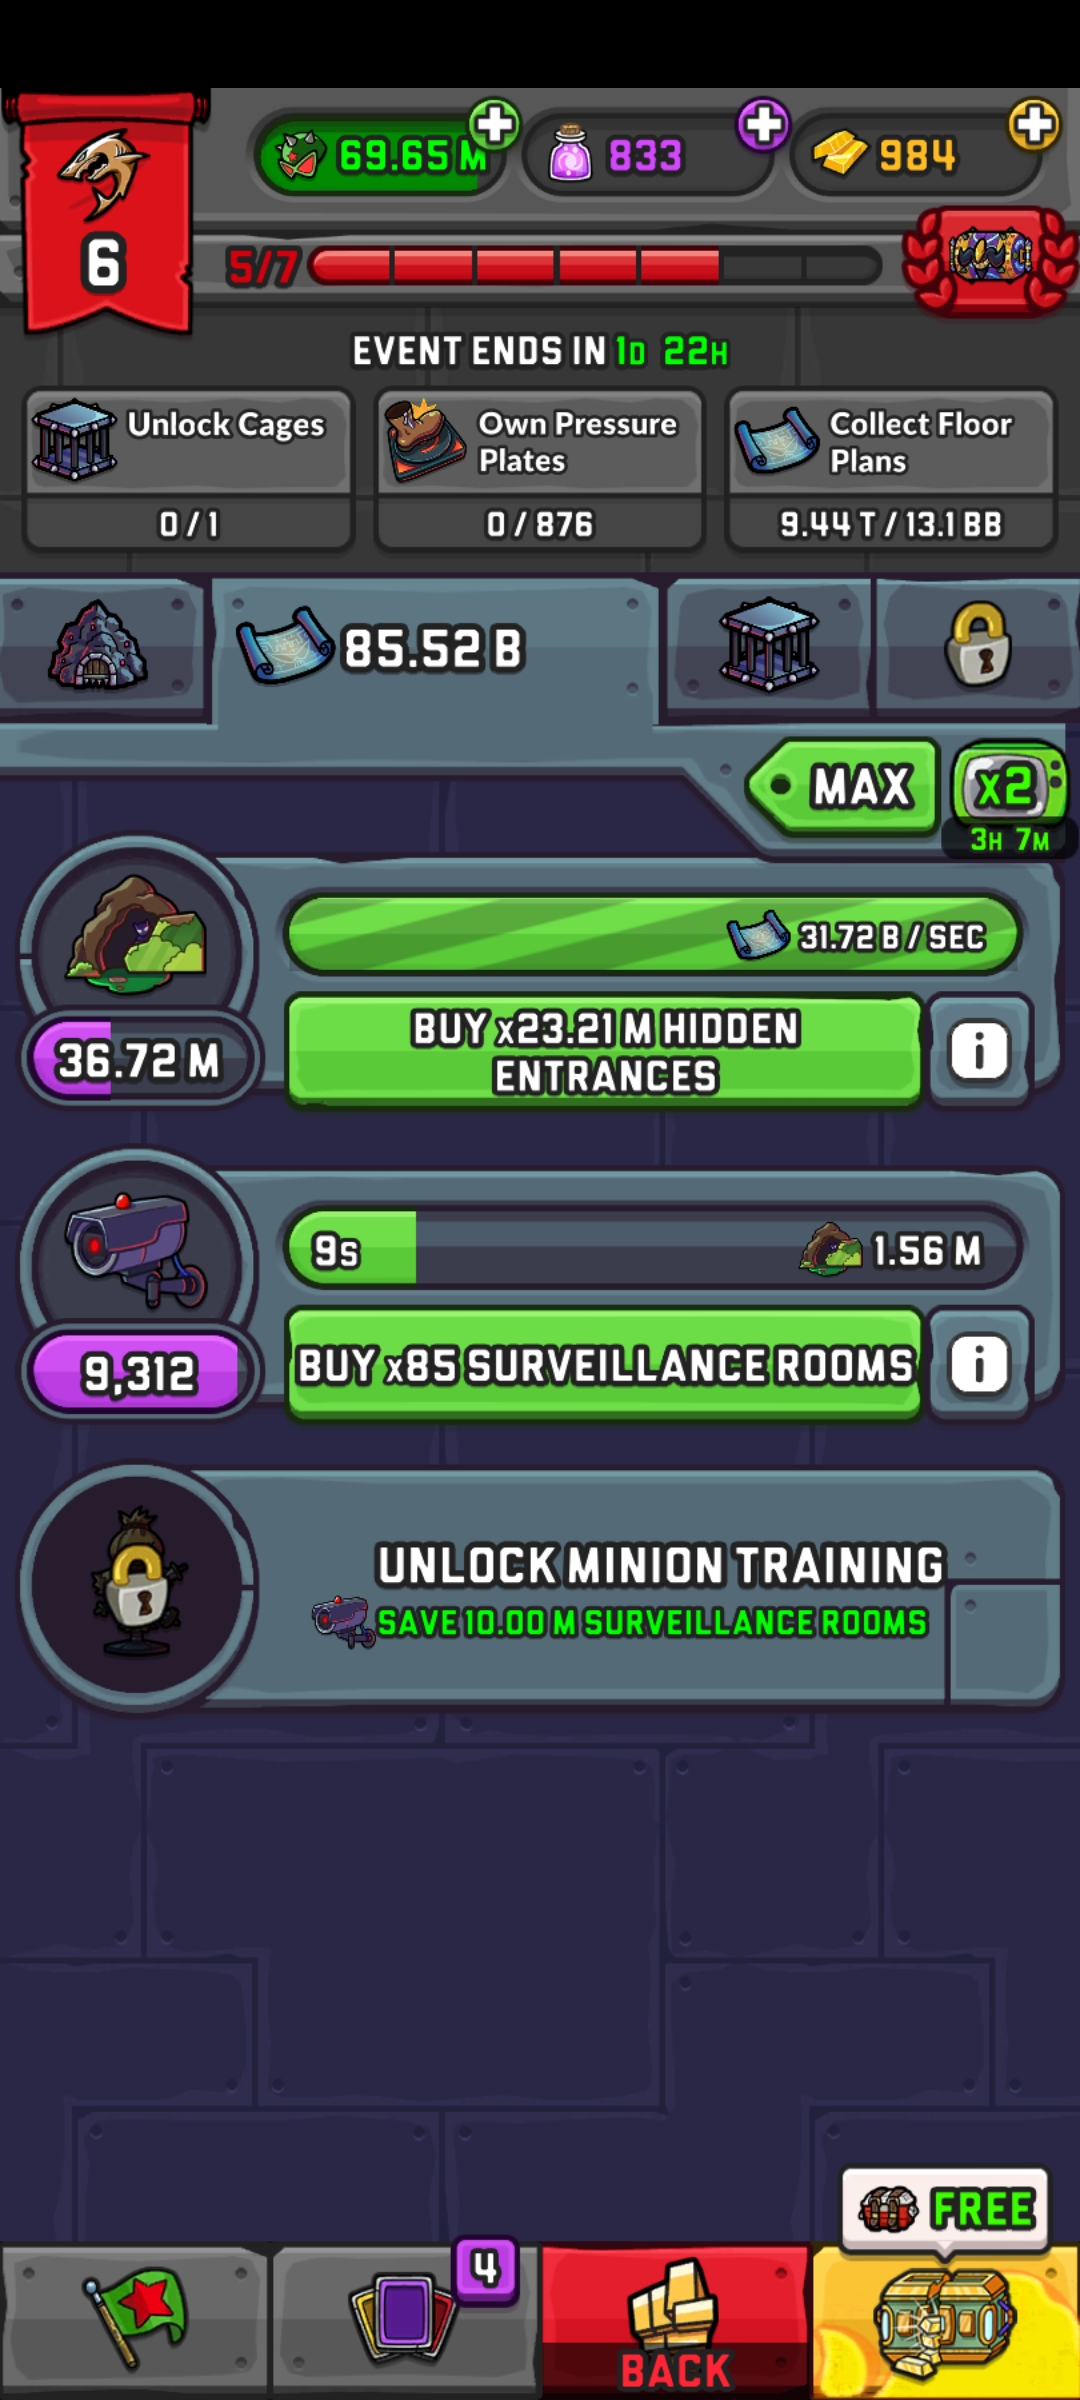 69.65 M
833
984
6
5/7
EVENT ENDS IN 1D 22H
Unlock Cages
0 / 1
Own Pressure
Plates
0 / 876
Collect Floor
Plans
9.44 T / 13.1 BB
85.52 B
MAX
x2
3H 7M
31.72 B / SEC
36.72 M
BUY x23.21 M HIDDEN
ENTRANCES
i
9s
1.56 M
9,312
BUY x85 SURVEILLANCE ROOMS
i
UNLOCK MINION TRAINING
SAVE 10.00 M SURVEILLANCE ROOMS
FREE
4
BACK